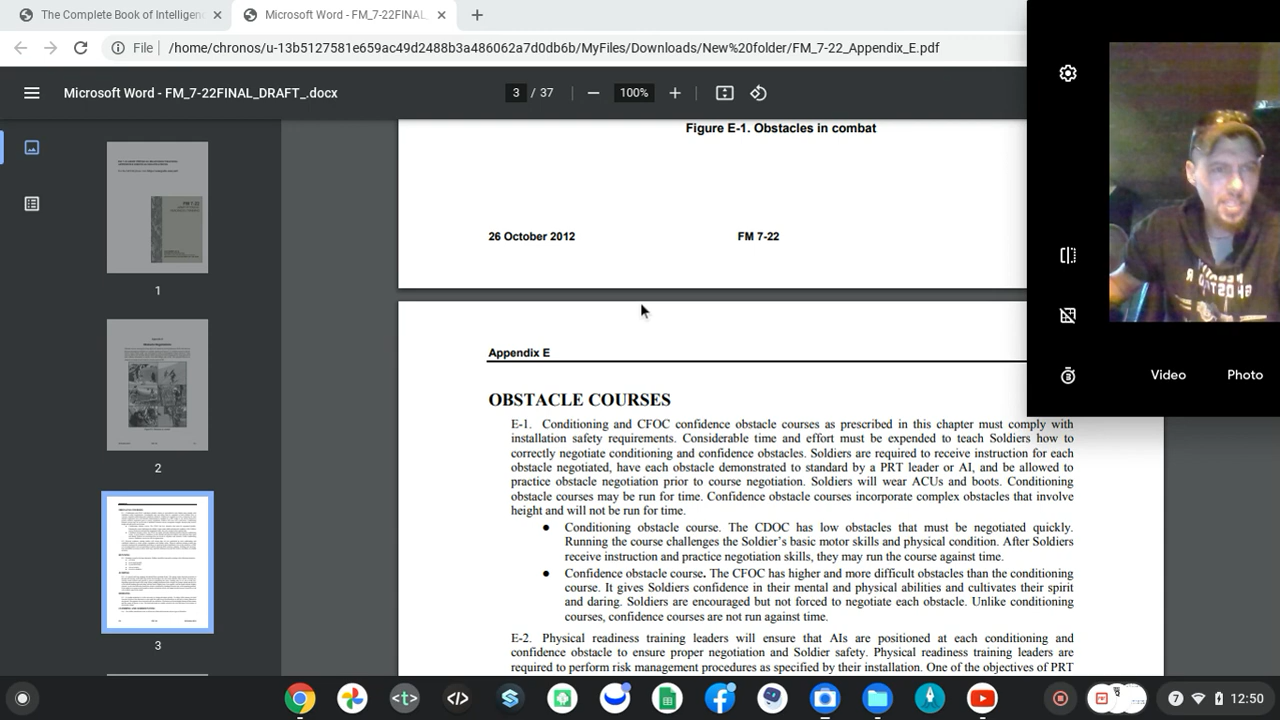 The Complete Book of Intelligen
Microsoft Word - FM_7-22FINAL_
File
/home/chronos/u-13b5127581e659ac49d2488b3a486062a7d0db6b/MyFiles/Downloads/New%20folder/FM_7-22_Appendix_E.pdf
Microsoft Word - FM_7-22FINAL_DRAFT_.docx
3 / 37
100%
Figure E-1. Obstacles in combat
26 October 2012
FM 7-22
1
2
3
Appendix E
OBSTACLE COURSES
E-1. Conditioning and CFOC confidence obstacle courses as prescribed in this chapter must comply with
installation safety requirements. Considerable time and effort must be expended to teach Soldiers how to
correctly negotiate conditioning and confidence obstacles. Soldiers are required to receive instruction for each
obstacle negotiated, have each obstacle demonstrated to standard by a PRT leader or AI, and be allowed to
practice obstacle negotiation prior to course negotiation. Soldiers will wear ACUs and boots. Conditioning
obstacle courses may be run for time. Confidence obstacle courses incorporate complex obstacles that involve
height and will not be run for time.
● Conditioning obstacle course. The CDOC has low obstacles that must be negotiated quickly.
Running the course challenges the Soldier's basic motor skills and physical condition. After Soldiers
receive instruction and practice negotiation skills, they may run the course against time.
● Confidence obstacle course. The CFOC has higher and more difficult obstacles than the conditioning
course. It give Soldiers confidence in their mental and physical abilities and cultivates their spirit
and daring. Soldiers are encouraged but not forced to negotiate each obstacle. Unlike conditioning
courses, confidence courses are not run against time.
E-2. Physical readiness training leaders will ensure that AIs are positioned at each conditioning and
confidence obstacle to ensure proper negotiation and Soldier safety. Physical readiness training leaders are
required to perform risk management procedures as specified by their installation. One of the objectives of PRT
Video
Photo
7
12:50